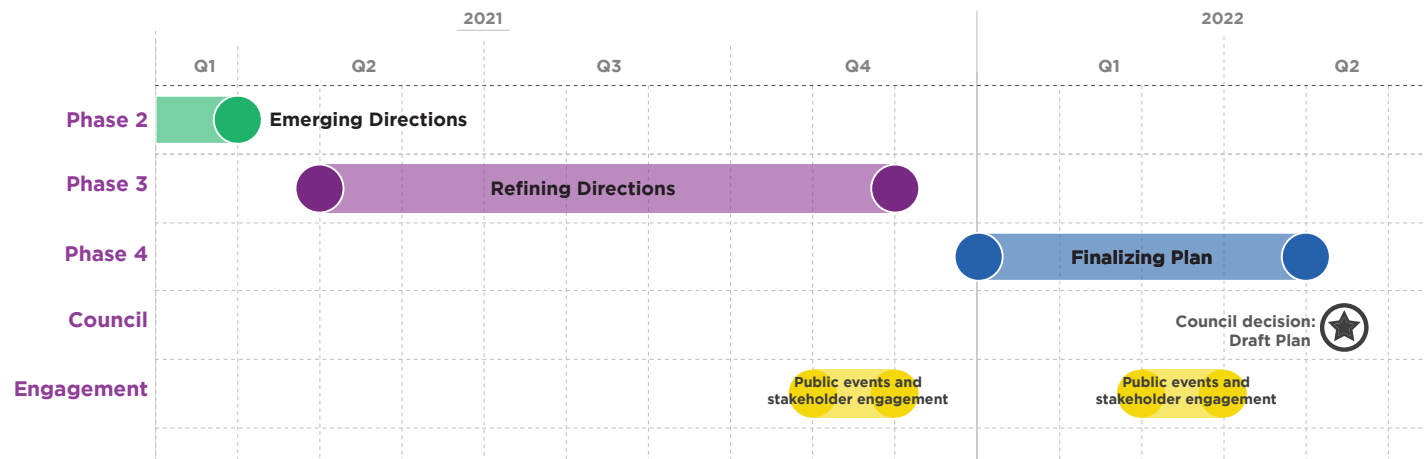 2021
2022
Q1
Q2
Q3
Q4
Q1
Q2
Phase 2
Emerging Directions
Phase 3
Refining Directions
Phase 4
Finalizing Plan
Council
Council decision:
Draft Plan
Engagement
Public events and
stakeholder engagement
Public events and
stakeholder engagement